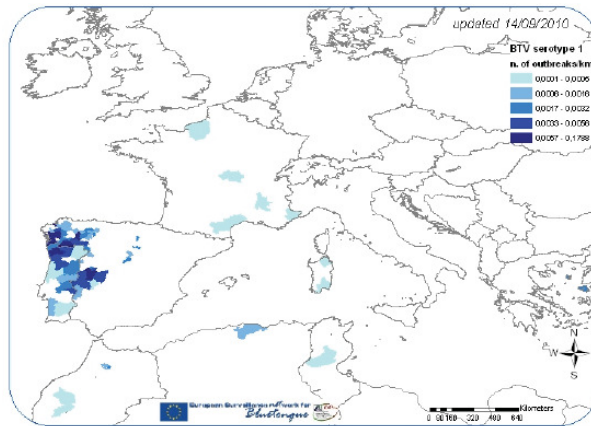 updated 14/09/2010
BTV serotype 1
n. of outbreaks/km
0,0001 - 0,0005
0,0006 - 0,0016
0,0017 - 0,0032
0,0033 - 0,0056
0,0057 - 0,1788
N
W
S
European Surveillance network for
Bluetongue
Kilometers
0 80 160 320 480 640